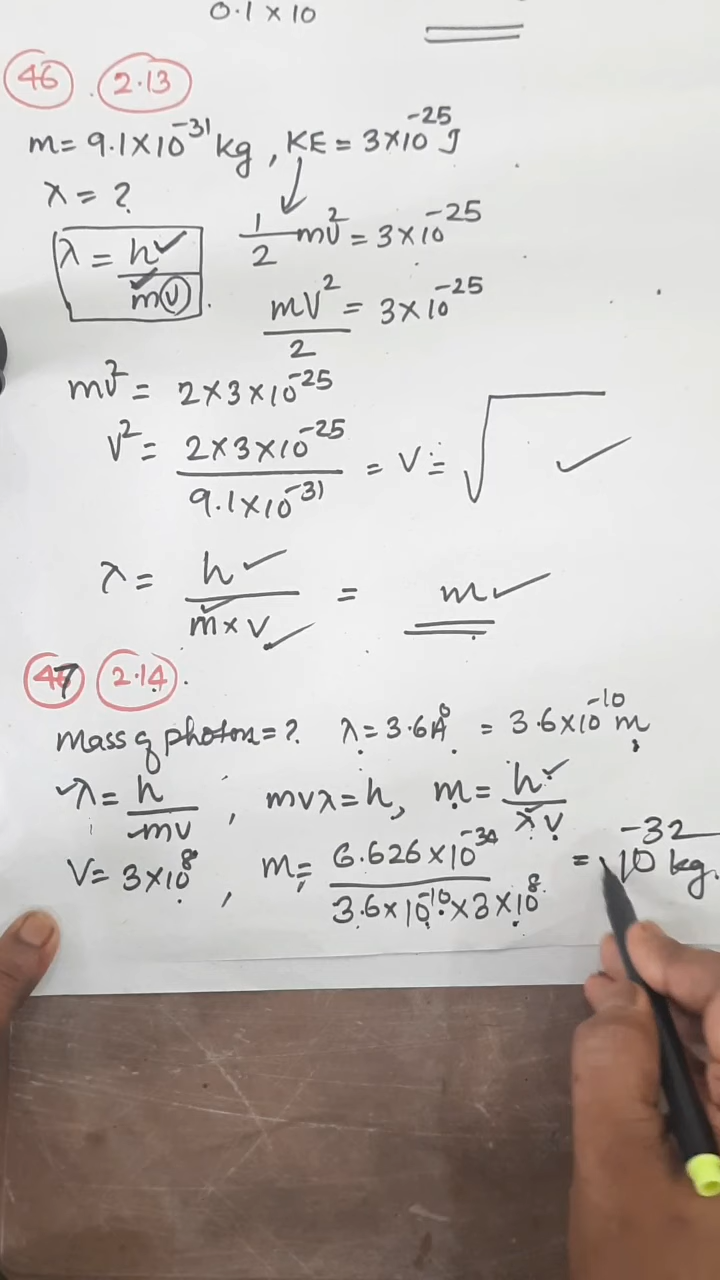 0.1 × 10
46 . 2.13
m = 9.1×10⁻³¹ kg , KE = 3×10⁻²⁵ J
λ = ?
λ = h✓ / ✓m(v) .
1/2 mv² = 3×10⁻²⁵
mv²/2 = 3×10⁻²⁵
mv² = 2×3×10⁻²⁵
v² = 2×3×10⁻²⁵ / 9.1×10⁻³¹ = v = √ ✓
λ = h✓ / m×v✓ = m✓
47 2.14 .
mass of photon = ? λ = 3.6A° = 3.6×10⁻¹⁰ m
λ = h/mv , mvλ = h, m = h✓/λv
V = 3×10⁸ , m = 6.626×10⁻³⁴ / 3.6×10⁻¹⁰×3×10⁸ = 10⁻³² kg.